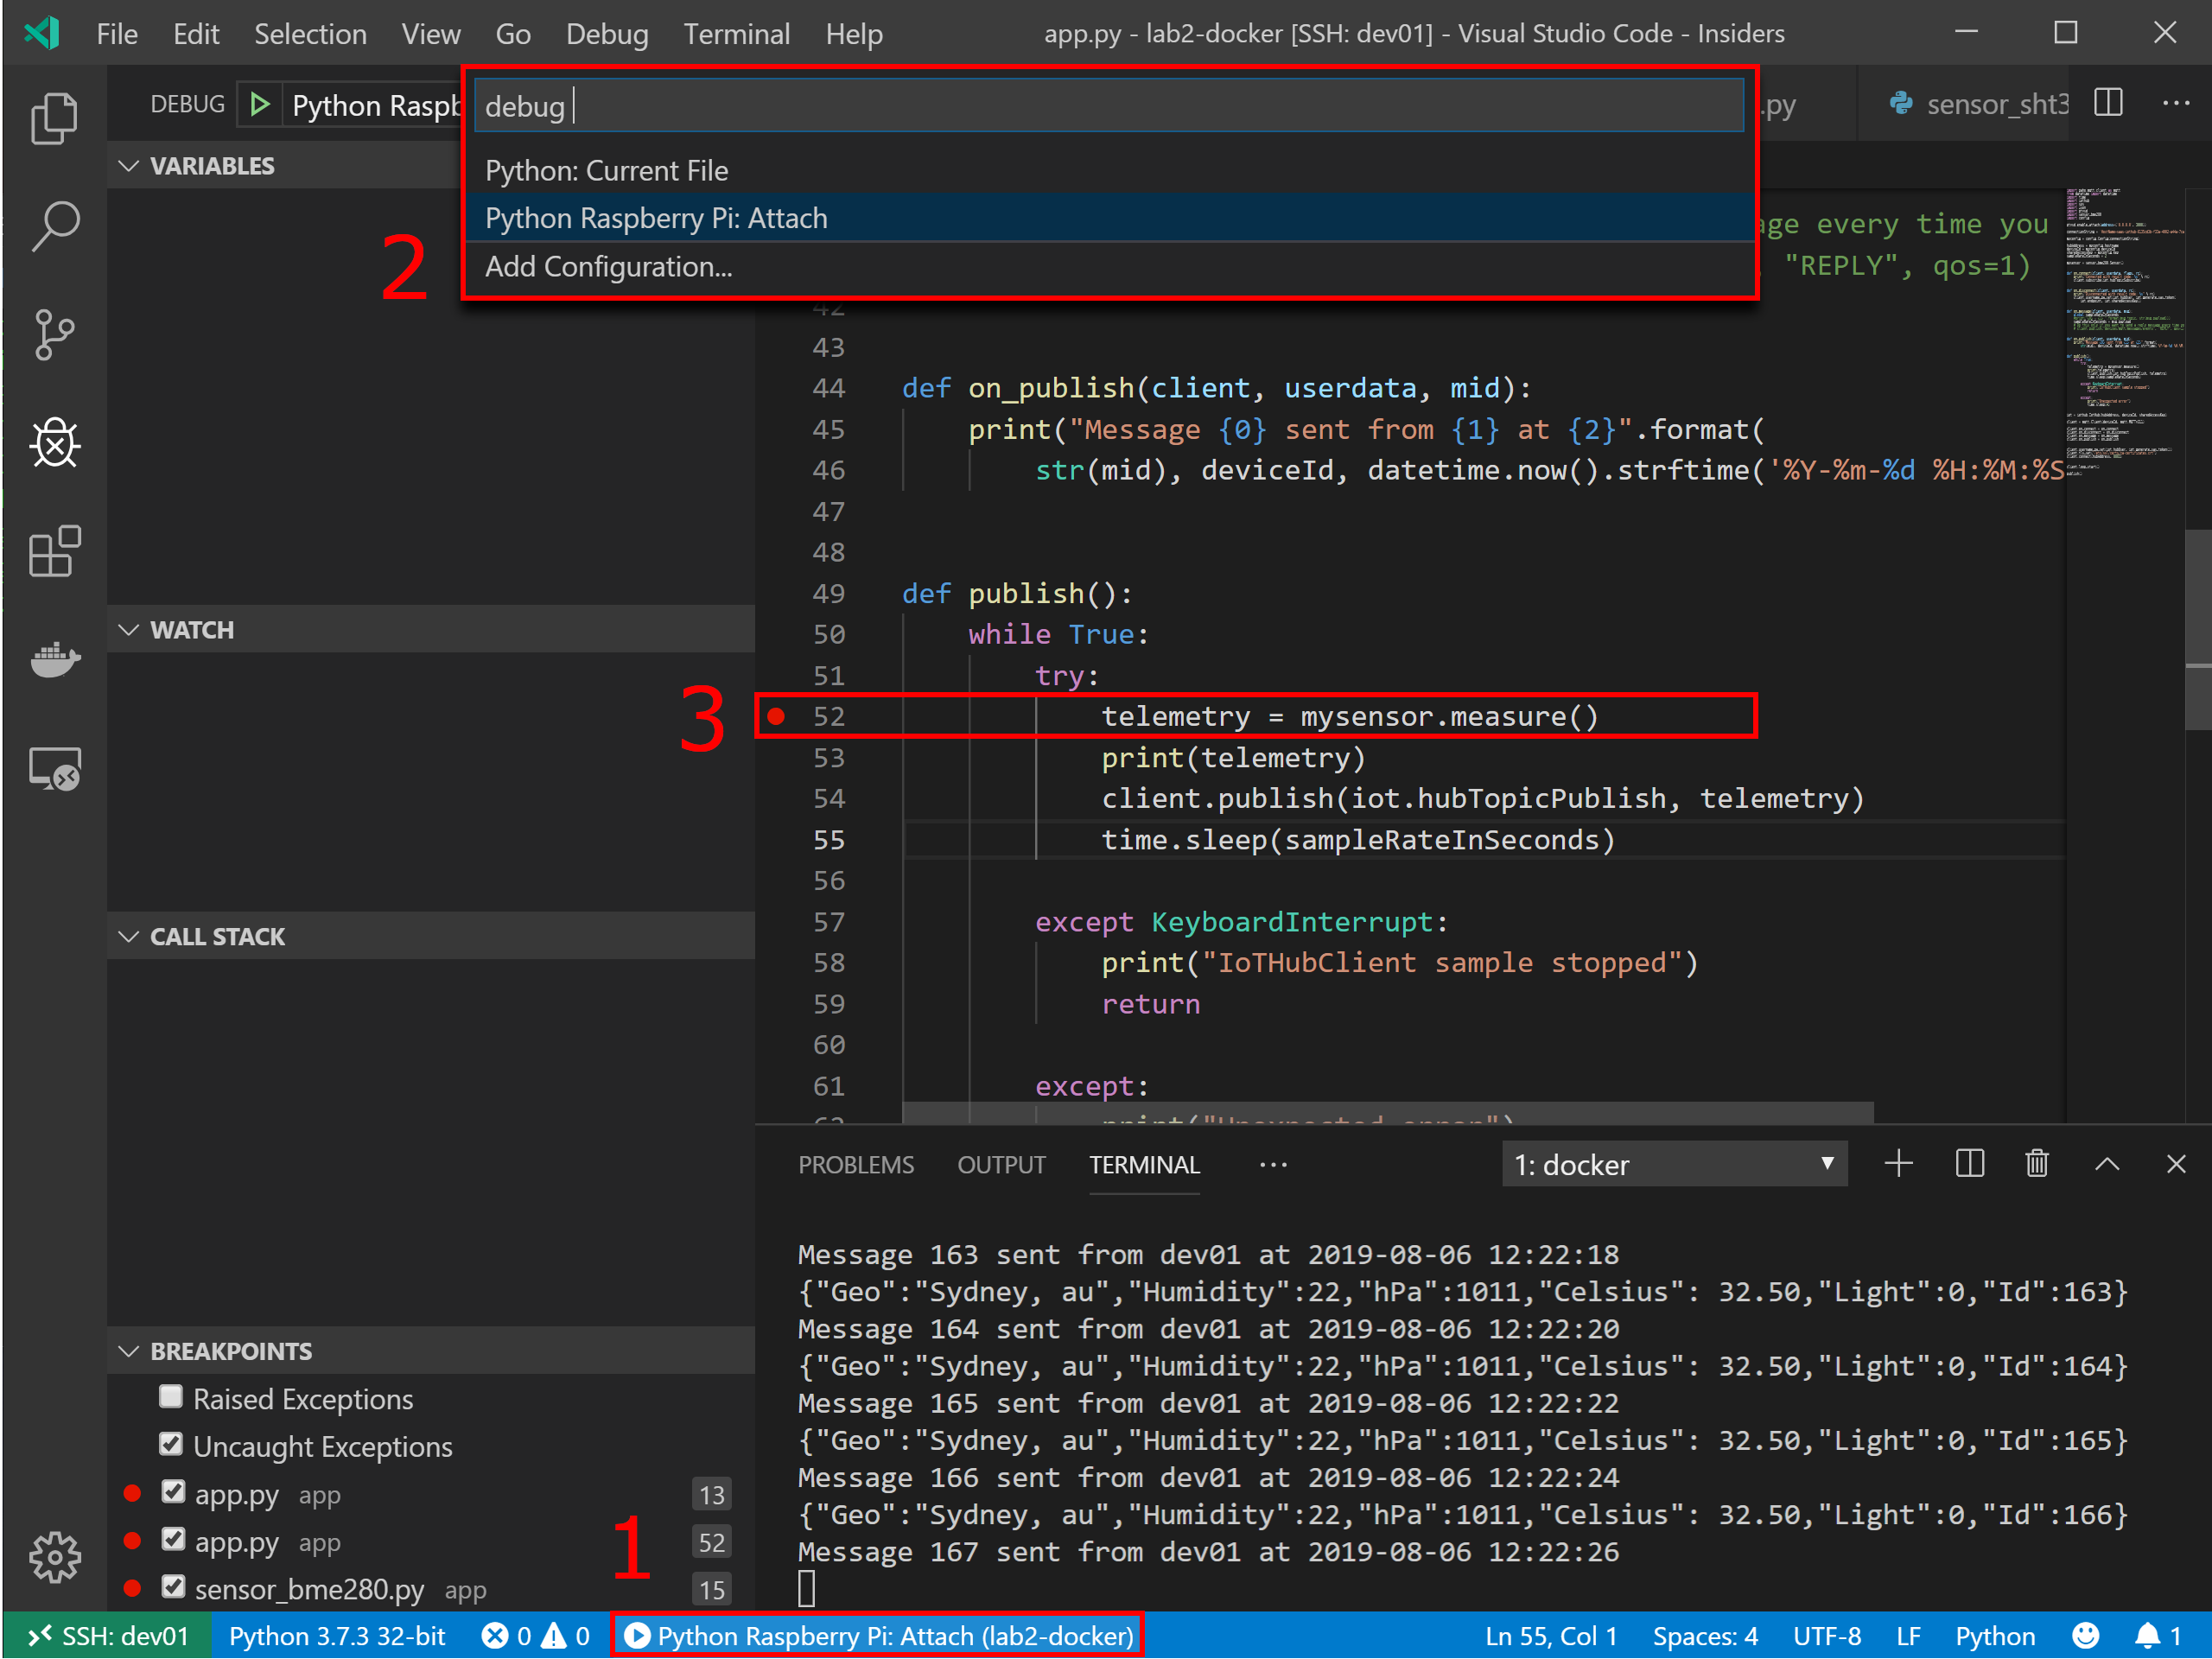 File Edit Selection View Go Debug Terminal Help app.py - lab2-docker [SSH: dev01] - Visual Studio Code - Insiders
DEBUG Python Raspb
debug
.py sensor_sht3
Python: Current File
Python Raspberry Pi: Attach
Add Configuration...
2
VARIABLES
age every time you
"REPLY", qos=1)
42
43
44 def on_publish(client, userdata, mid):
45 print("Message {0} sent from {1} at {2}".format(
46 str(mid), deviceId, datetime.now().strftime('%Y-%m-%d %H:%M:%S
47
48
49 def publish():
50 while True:
51 try:
3
52 telemetry = mysensor.measure()
53 print(telemetry)
54 client.publish(iot.hubTopicPublish, telemetry)
55 time.sleep(sampleRateInSeconds)
56
57 except KeyboardInterrupt:
58 print("IoTHubClient sample stopped")
59 return
60
61 except:
62 print("Unexpected error")
WATCH
CALL STACK
BREAKPOINTS
Raised Exceptions
Uncaught Exceptions
app.py app 13
app.py app 52
sensor_bme280.py app 15
1
PROBLEMS OUTPUT TERMINAL ... 1: docker
Message 163 sent from dev01 at 2019-08-06 12:22:18
{"Geo":"Sydney, au","Humidity":22,"hPa":1011,"Celsius": 32.50,"Light":0,"Id":163}
Message 164 sent from dev01 at 2019-08-06 12:22:20
{"Geo":"Sydney, au","Humidity":22,"hPa":1011,"Celsius": 32.50,"Light":0,"Id":164}
Message 165 sent from dev01 at 2019-08-06 12:22:22
{"Geo":"Sydney, au","Humidity":22,"hPa":1011,"Celsius": 32.50,"Light":0,"Id":165}
Message 166 sent from dev01 at 2019-08-06 12:22:24
{"Geo":"Sydney, au","Humidity":22,"hPa":1011,"Celsius": 32.50,"Light":0,"Id":166}
Message 167 sent from dev01 at 2019-08-06 12:22:26
SSH: dev01 Python 3.7.3 32-bit 0 0 Python Raspberry Pi: Attach (lab2-docker) Ln 55, Col 1 Spaces: 4 UTF-8 LF Python 1